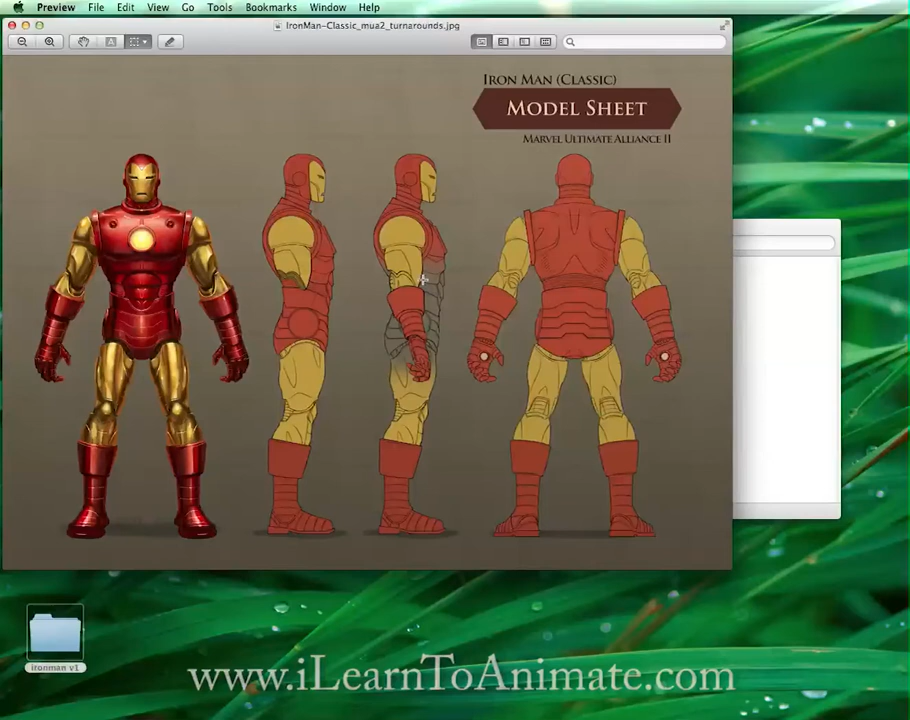 Preview File Edit View Go Tools Bookmarks Window Help
IronMan-Classic_mua2_turnarounds.jpg
IRON MAN (CLASSIC)
MODEL SHEET
MARVEL ULTIMATE ALLIANCE II
ironman v1
www.iLearnToAnimate.com